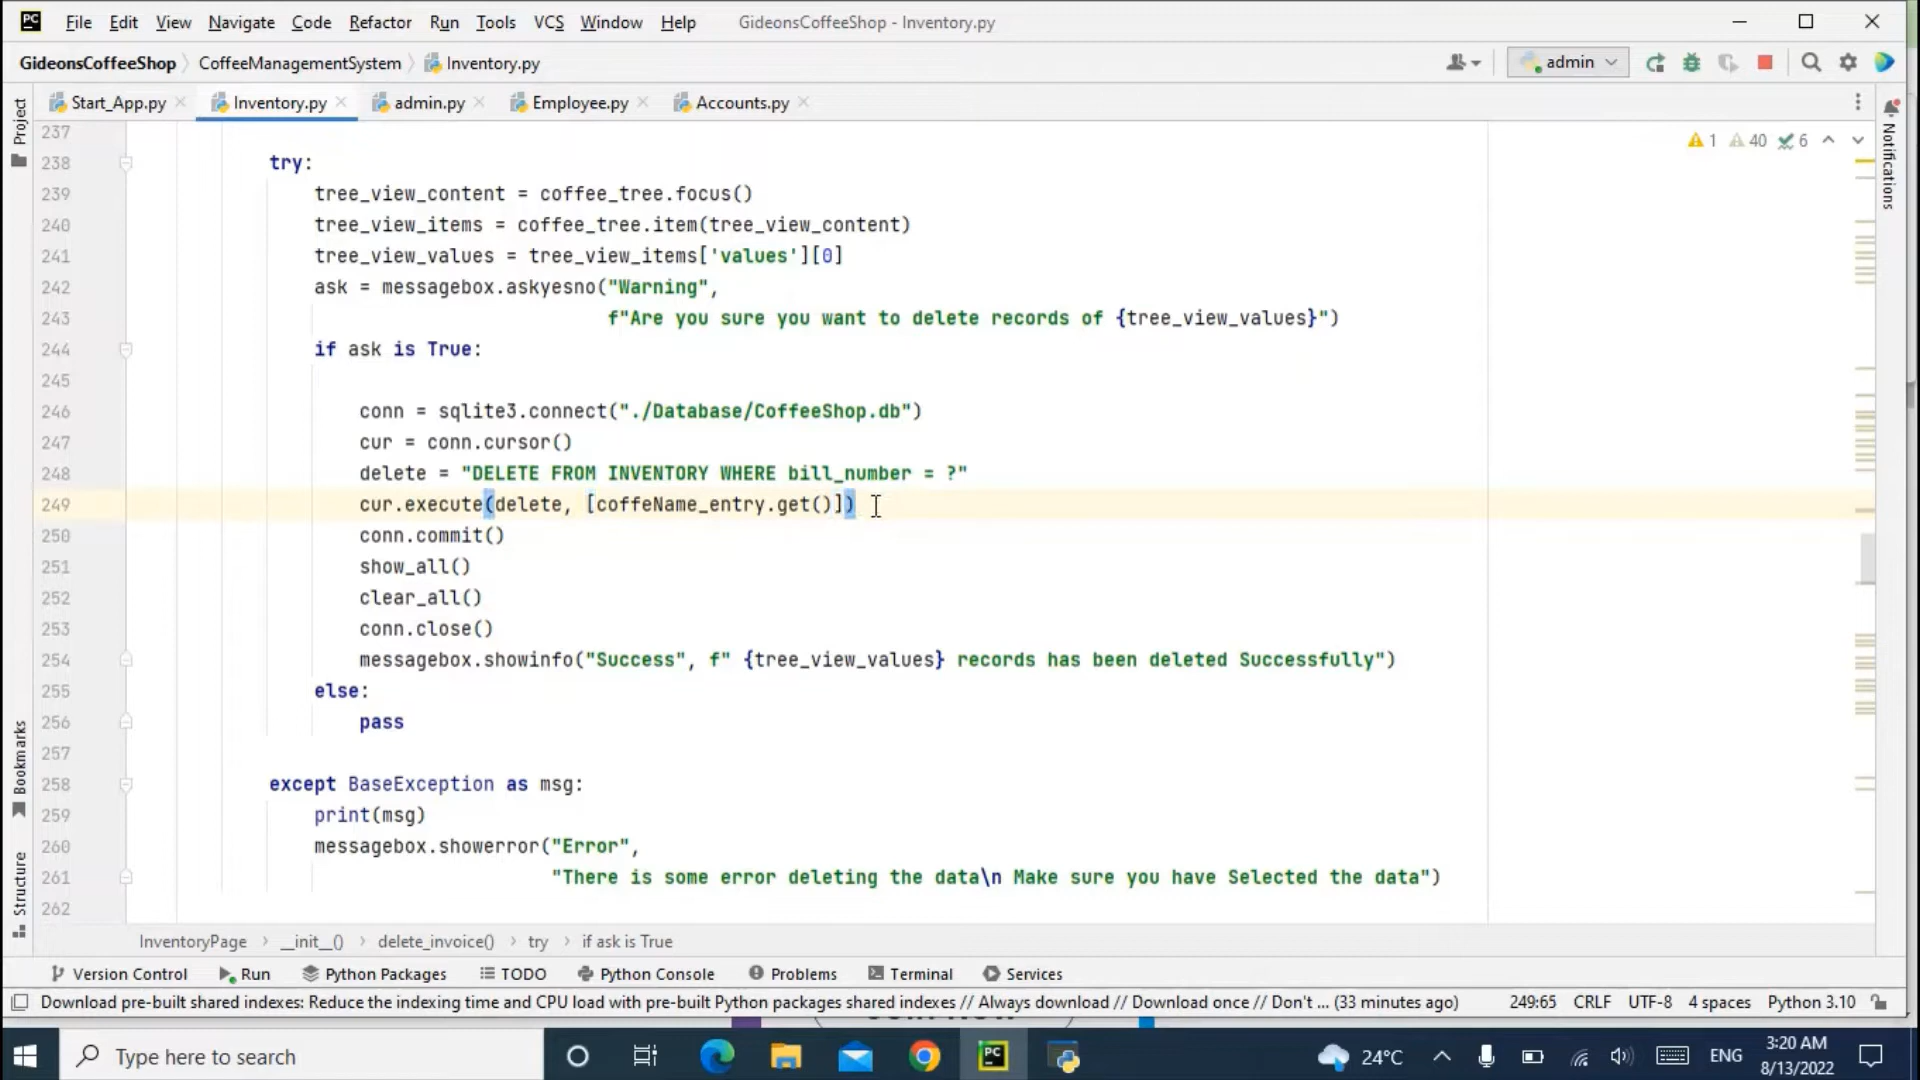 PC File Edit View Navigate Code Refactor Run Tools VCS Window Help GideonsCoffeeShop - Inventory.py
GideonsCoffeeShop CoffeeManagementSystem Inventory.py admin
Start_App.py Inventory.py admin.py Employee.py Accounts.py
Project
Notifications
Bookmarks
Structure
1 40 6
237
238 try:
239 tree_view_content = coffee_tree.focus()
240 tree_view_items = coffee_tree.item(tree_view_content)
241 tree_view_values = tree_view_items['values'][0]
242 ask = messagebox.askyesno("Warning",
243 f"Are you sure you want to delete records of {tree_view_values}")
244 if ask is True:
245
246 conn = sqlite3.connect("./Database/CoffeeShop.db")
247 cur = conn.cursor()
248 delete = "DELETE FROM INVENTORY WHERE bill_number = ?"
249 cur.execute(delete, [coffeName_entry.get()])
250 conn.commit()
251 show_all()
252 clear_all()
253 conn.close()
254 messagebox.showinfo("Success", f" {tree_view_values} records has been deleted Successfully")
255 else:
256 pass
257
258 except BaseException as msg:
259 print(msg)
260 messagebox.showerror("Error",
261 "There is some error deleting the data\n Make sure you have Selected the data")
262
InventoryPage __init__() delete_invoice() try if ask is True
Version Control Run Python Packages TODO Python Console Problems Terminal Services
Download pre-built shared indexes: Reduce the indexing time and CPU load with pre-built Python packages shared indexes // Always download // Download once // Don't ... (33 minutes ago) 249:65 CRLF UTF-8 4 spaces Python 3.10
Type here to search PC 24°C ENG 3:20 AM
8/13/2022